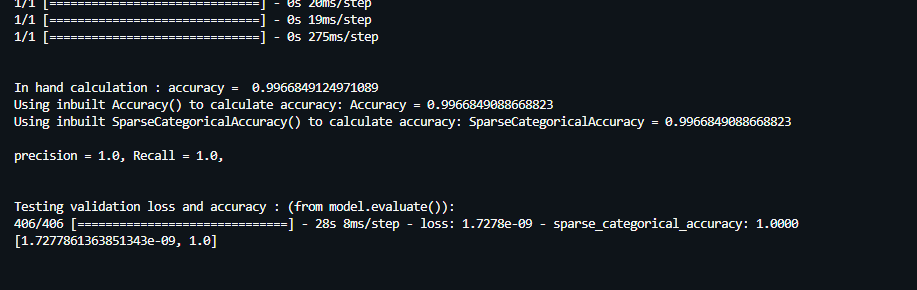 1/1 [==============================] - 0s 20ms/step
1/1 [==============================] - 0s 19ms/step
1/1 [==============================] - 0s 275ms/step
In hand calculation : accuracy =  0.9966849124971089
Using inbuilt Accuracy() to calculate accuracy: Accuracy = 0.9966849088668823
Using inbuilt SparseCategoricalAccuracy() to calculate accuracy: SparseCategoricalAccuracy = 0.9966849088668823
precision = 1.0, Recall = 1.0,
Testing validation loss and accuracy : (from model.evaluate()):
406/406 [==============================] - 28s 8ms/step - loss: 1.7278e-09 - sparse_categorical_accuracy: 1.0000
[1.7277861363851343e-09, 1.0]